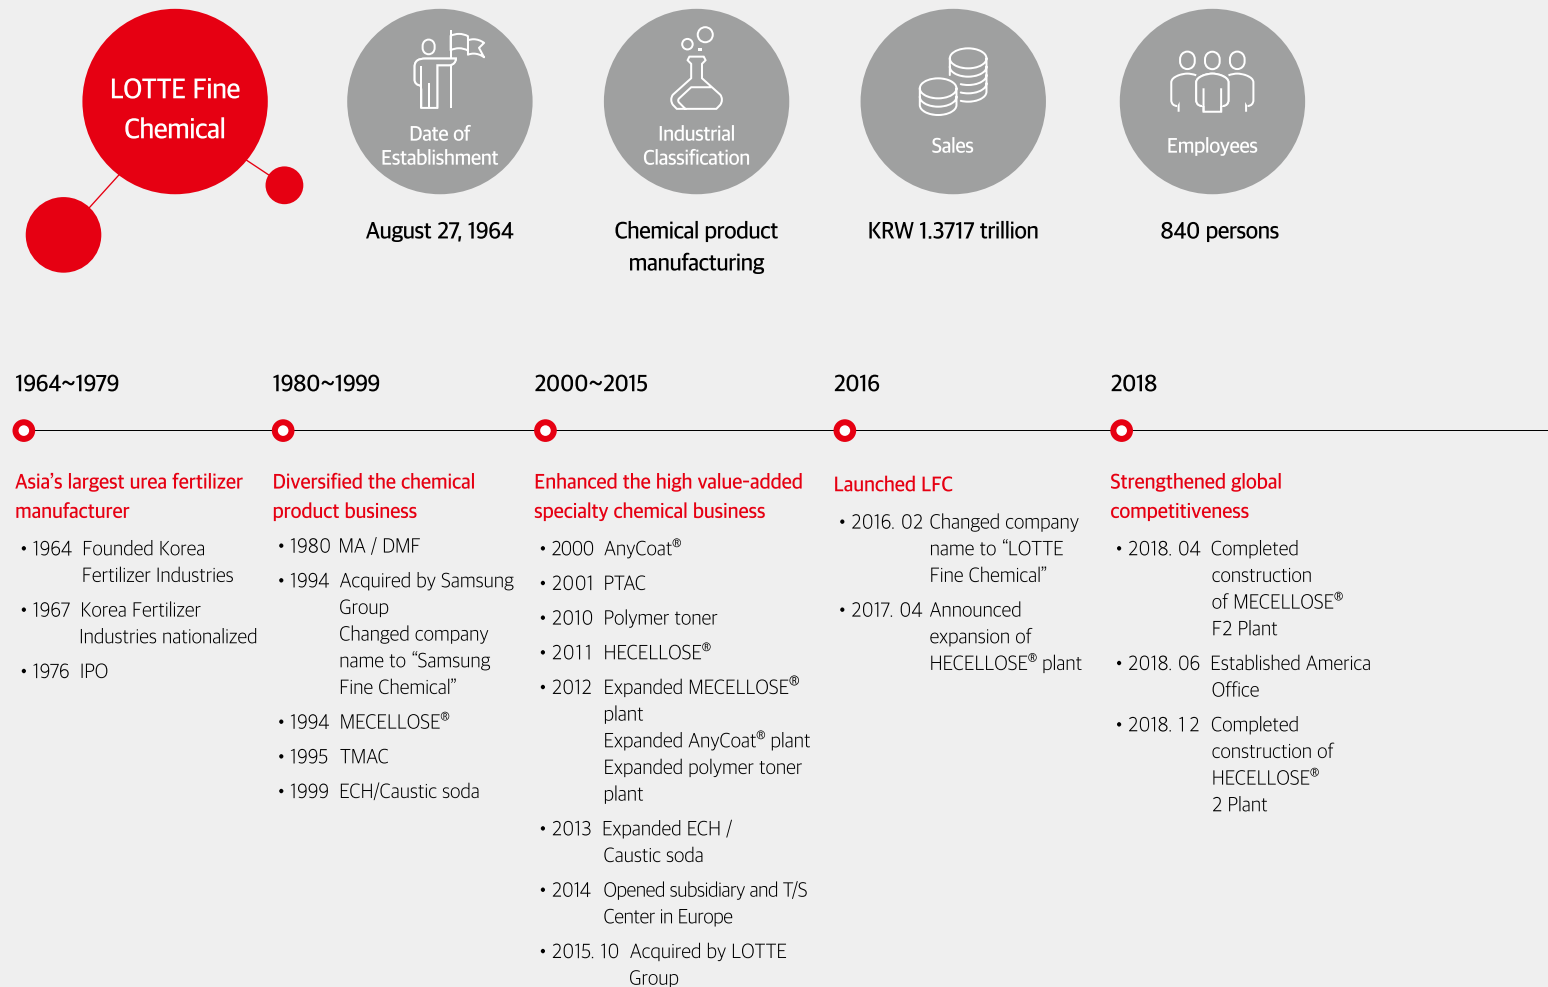 LOTTE Fine
Chemical
Date of
Establishment
August 27, 1964
Industrial
Classification
Chemical product
manufacturing
Sales
KRW 1.3717 trillion
Employees
840 persons
1964~1979
Asia’s largest urea fertilizer
manufacturer
• 1964 Founded Korea
Fertilizer Industries
• 1967 Korea Fertilizer
Industries nationalized
• 1976 IPO
1980~1999
Diversified the chemical
product business
• 1980 MA / DMF
• 1994 Acquired by Samsung
Group
Changed company
name to “Samsung
Fine Chemical”
• 1994 MECELLOSE®
• 1995 TMAC
• 1999 ECH/Caustic soda
2000~2015
Enhanced the high value-added
specialty chemical business
• 2000 AnyCoat®
• 2001 PTAC
• 2010 Polymer toner
• 2011 HECELLOSE®
• 2012 Expanded MECELLOSE®
plant
Expanded AnyCoat® plant
Expanded polymer toner
plant
• 2013 Expanded ECH /
Caustic soda
• 2014 Opened subsidiary and T/S
Center in Europe
• 2015. 10 Acquired by LOTTE
Group
2016
Launched LFC
• 2016. 02 Changed company
name to “LOTTE
Fine Chemical”
• 2017. 04 Announced
expansion of
HECELLOSE® plant
2018
Strengthened global
competitiveness
• 2018. 04 Completed
construction
of MECELLOSE®
F2 Plant
• 2018. 06 Established America
Office
• 2018. 12 Completed
construction of
HECELLOSE®
2 Plant